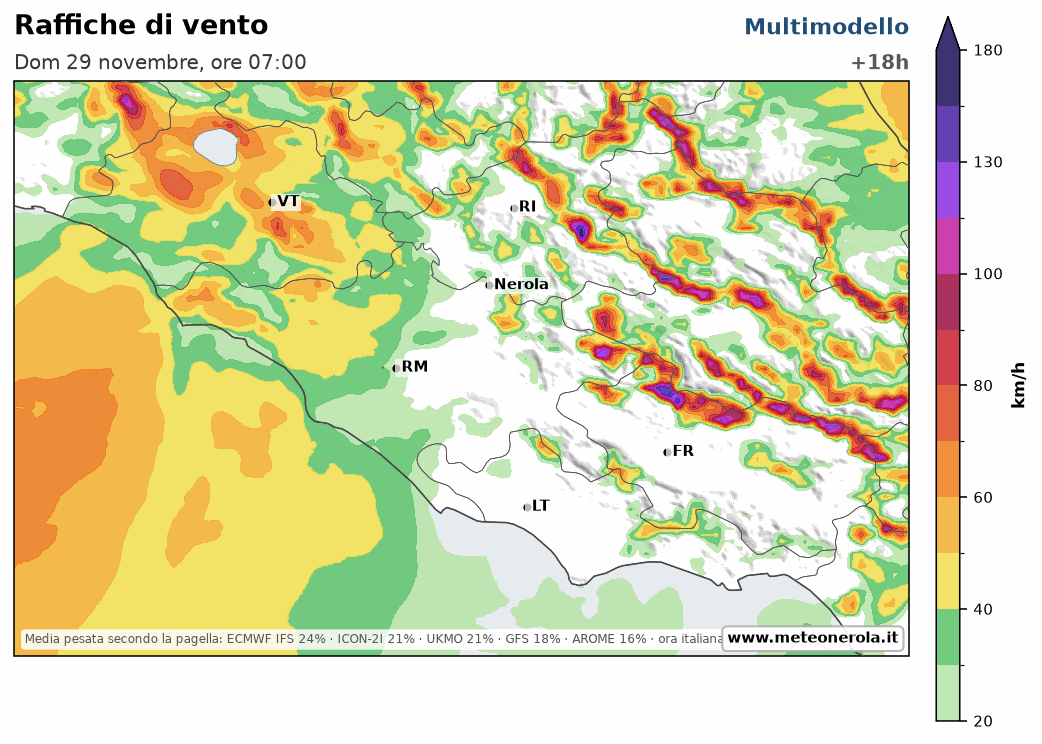 Raffiche di vento
Multimodello
Dom 29 novembre, ore 07:00
+18h
180
130
100
80
60
40
20
km/h
VT
RI
Nerola
RM
FR
LT
Media pesata secondo la pagella: ECMWF IFS 24% · ICON-2I 21% · UKMO 21% · GFS 18% · AROME 16% · ora italiana
www.meteonerola.it